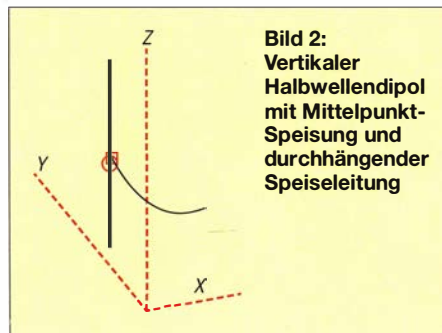 Z
Y
X
Bild 2:
Vertikaler
Halbwellendipol
mit Mittelpunkt-
Speisung und
durchhängender
Speiseleitung